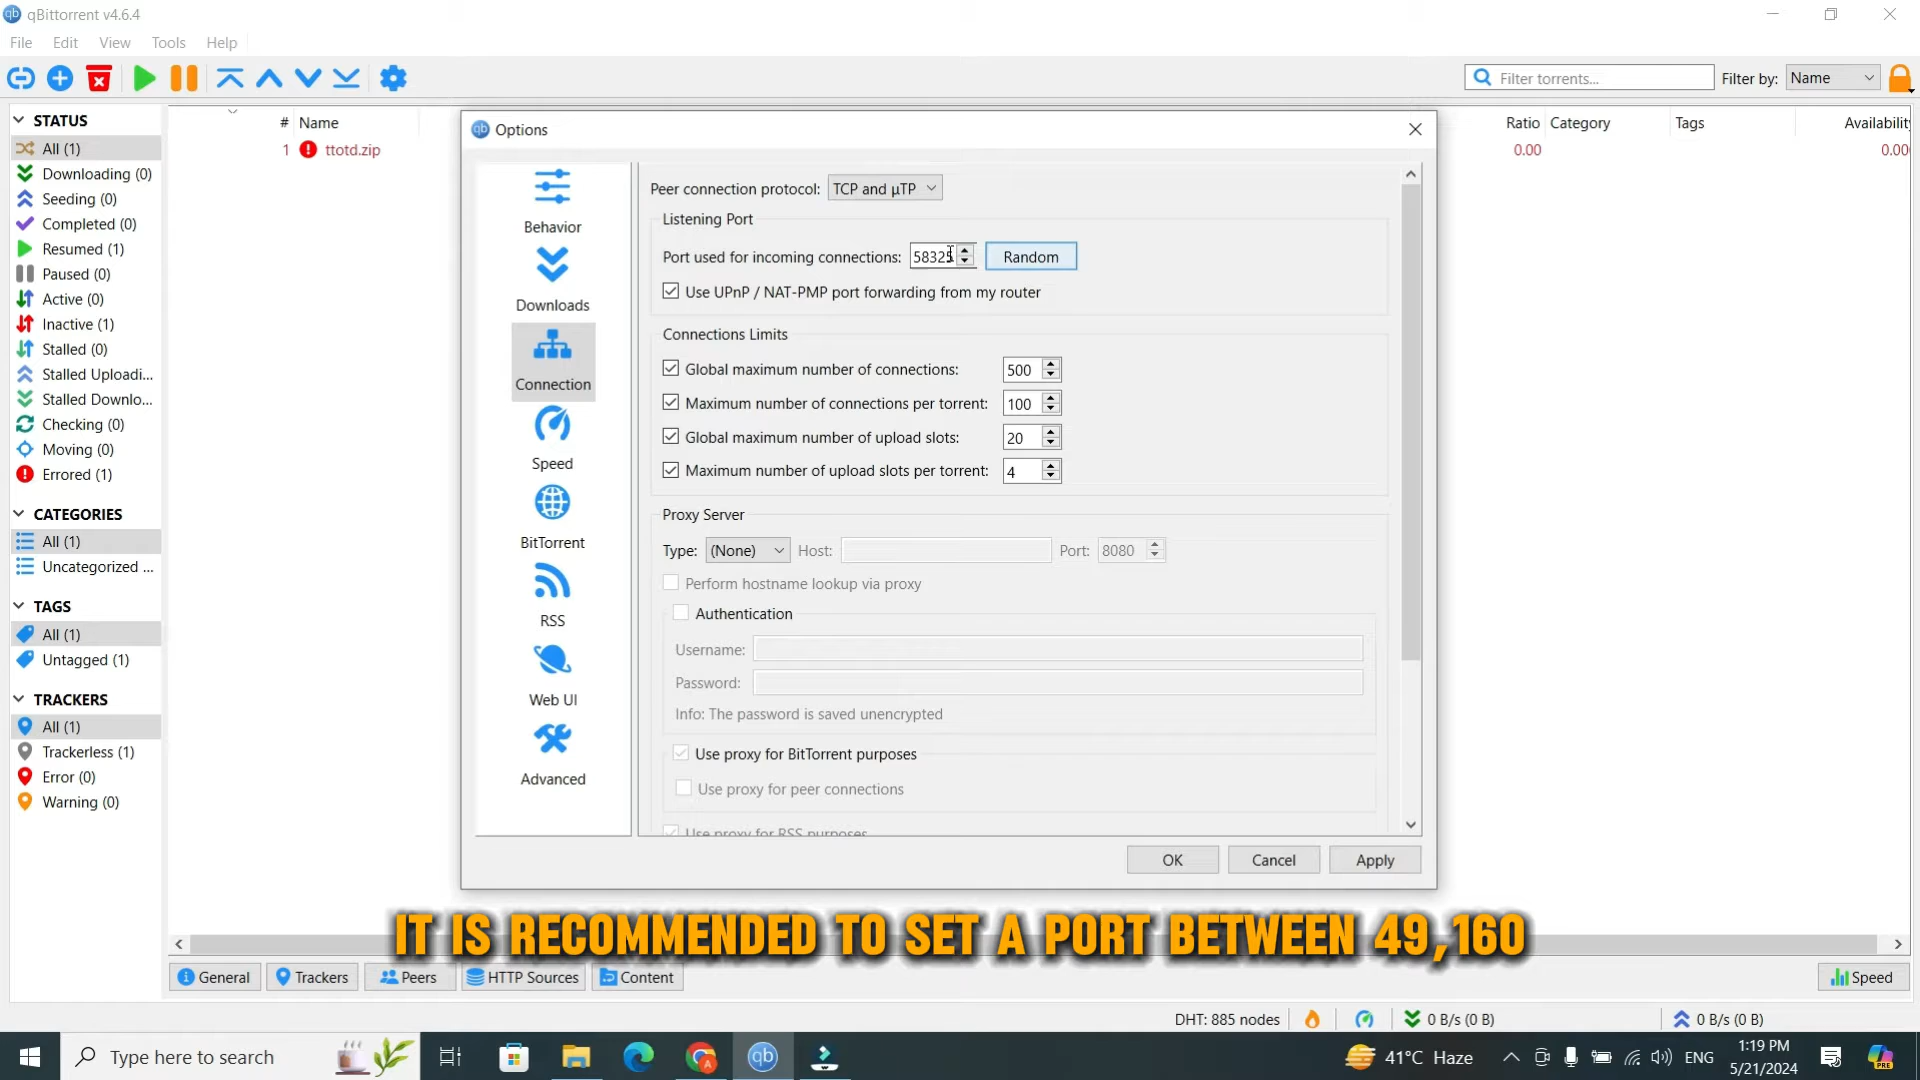 qBittorrent v4.6.4
File Edit View Tools Help
Filter torrents... Filter by: Name
STATUS
All (1)
Downloading (0)
Seeding (0)
Completed (0)
Resumed (1)
Paused (0)
Active (0)
Inactive (1)
Stalled (0)
Stalled Uploadi...
Stalled Downlo...
Checking (0)
Moving (0)
Errored (1)
CATEGORIES
All (1)
Uncategorized ...
TAGS
All (1)
Untagged (1)
TRACKERS
All (1)
Trackerless (1)
Error (0)
Warning (0)
# Name Ratio Category Tags Availability
1 ttotd.zip 0.00 0.00
Options
Behavior
Downloads
Connection
Speed
BitTorrent
RSS
Web UI
Advanced
Peer connection protocol: TCP and μTP
Listening Port
Port used for incoming connections: 58325 Random
Use UPnP / NAT-PMP port forwarding from my router
Connections Limits
Global maximum number of connections: 500
Maximum number of connections per torrent: 100
Global maximum number of upload slots: 20
Maximum number of upload slots per torrent: 4
Proxy Server
Type: (None) Host: Port: 8080
Perform hostname lookup via proxy
Authentication
Username:
Password:
Info: The password is saved unencrypted
Use proxy for BitTorrent purposes
Use proxy for peer connections
Use proxy for RSS purposes
OK Cancel Apply
IT IS RECOMMENDED TO SET A PORT BETWEEN 49,160
General Trackers Peers HTTP Sources Content Speed
DHT: 885 nodes 0 B/s (0 B) 0 B/s (0 B)
Type here to search 41°C Haze ENG 1:19 PM
5/21/2024